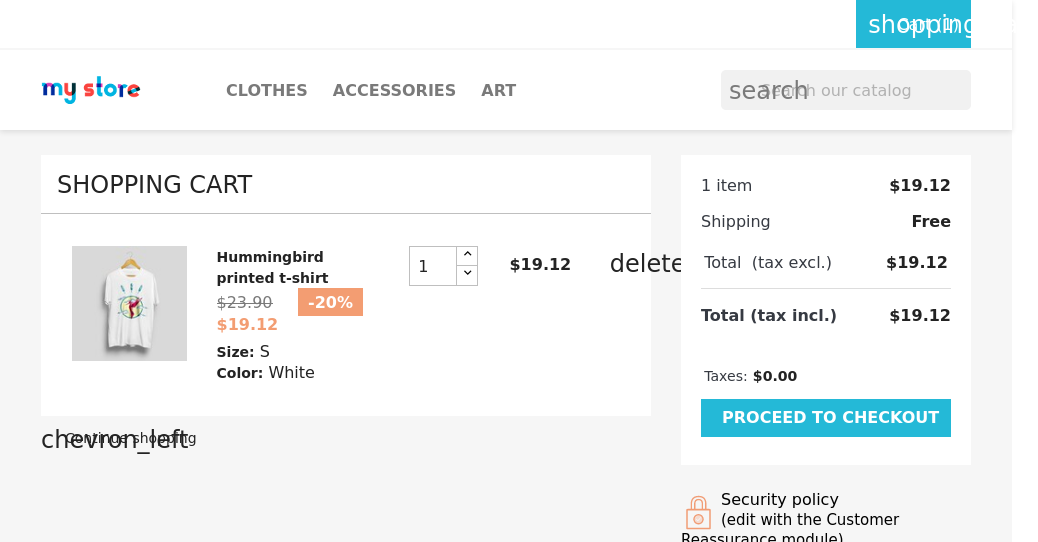 shopping Cart (1)
my store
CLOTHES ACCESSORIES ART
search Search our catalog
SHOPPING CART
Hummingbird
printed t-shirt
$23.90 -20%
$19.12
Size: S
Color: White
1
$19.12
delete
chevron_left Continue shopping
1 item $19.12
Shipping Free
Total (tax excl.) $19.12
Total (tax incl.) $19.12
Taxes: $0.00
PROCEED TO CHECKOUT
Security policy
(edit with the Customer
Reassurance module)